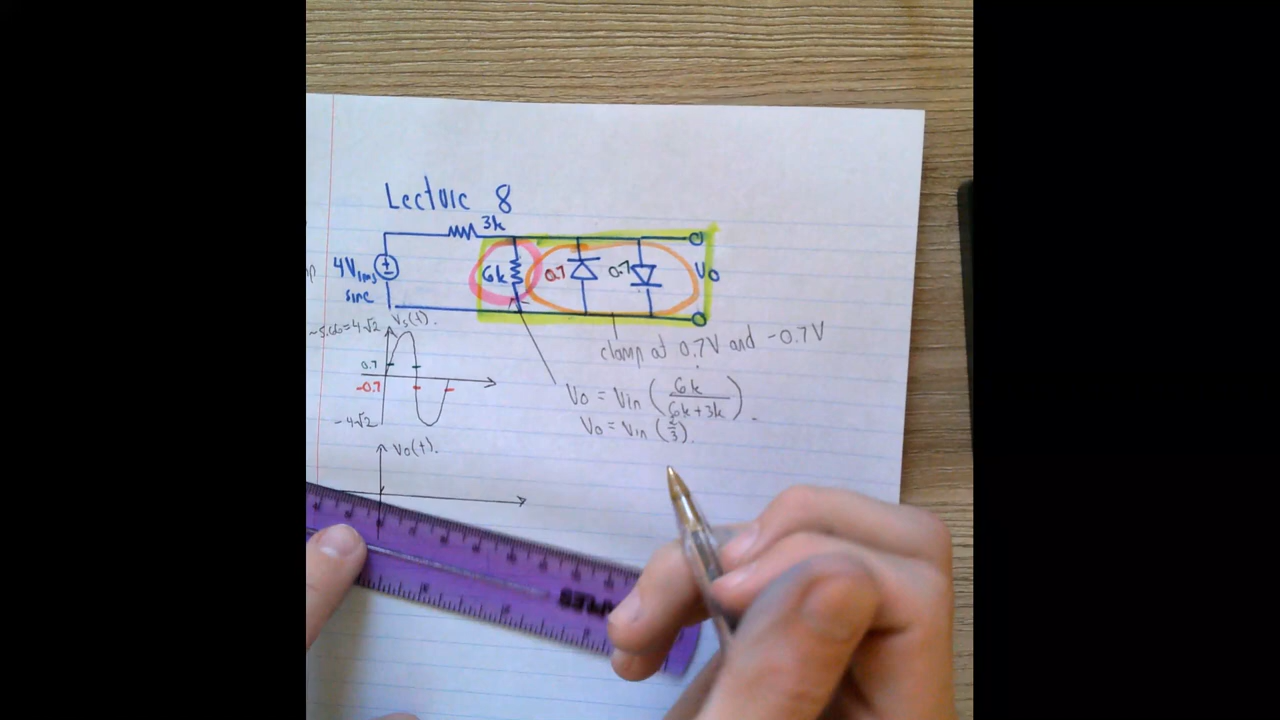 Lecture 8
3k
4Vrms
sine
6k
0.7
0.7
Vo
clamp at 0.7V and -0.7V
Vs(t).
~5.66=4√2
0.7
-0.7
-4√2
Vo = Vin (6k / 6k+3k).
Vo = Vin (2/3).
Vo(t).